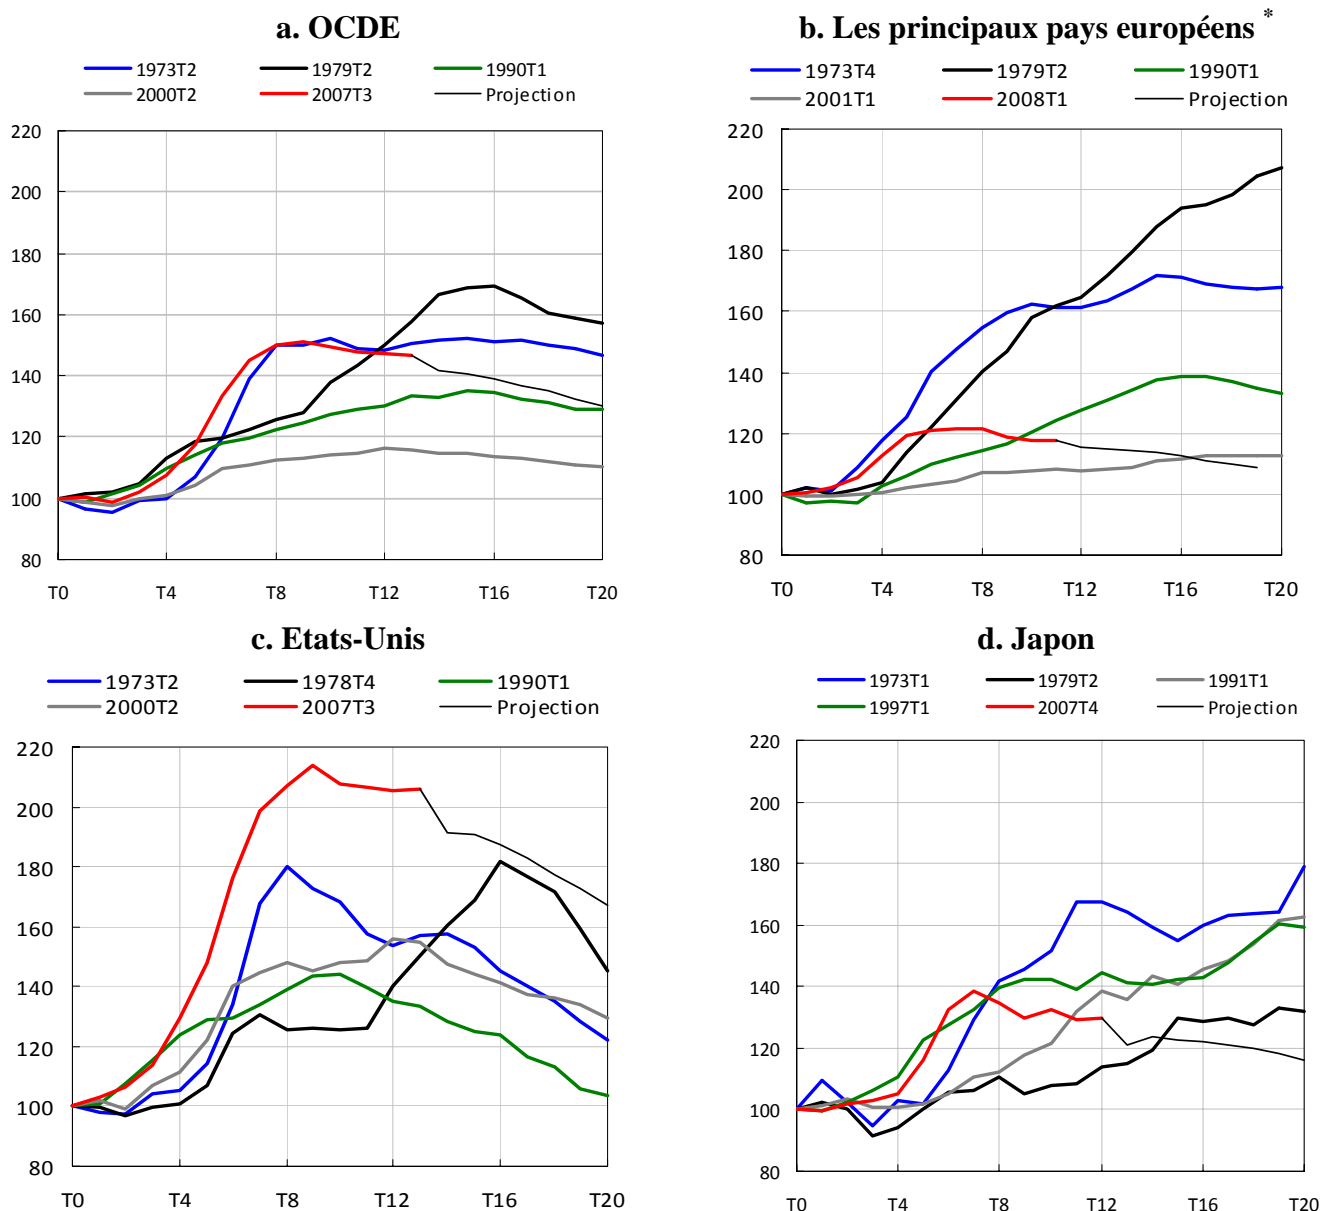 a. OCDE
1973T2 1979T2 1990T1
2000T2 2007T3 Projection
220
200
180
160
140
120
100
80
T0 T4 T8 T12 T16 T20
b. Les principaux pays européens *
1973T4 1979T2 1990T1
2001T1 2008T1 Projection
220
200
180
160
140
120
100
80
T0 T4 T8 T12 T16 T20
c. Etats-Unis
1973T2 1978T4 1990T1
2000T2 2007T3 Projection
220
200
180
160
140
120
100
80
T0 T4 T8 T12 T16 T20
d. Japon
1973T1 1979T2 1991T1
1997T1 2007T4 Projection
220
200
180
160
140
120
100
80
T0 T4 T8 T12 T16 T20